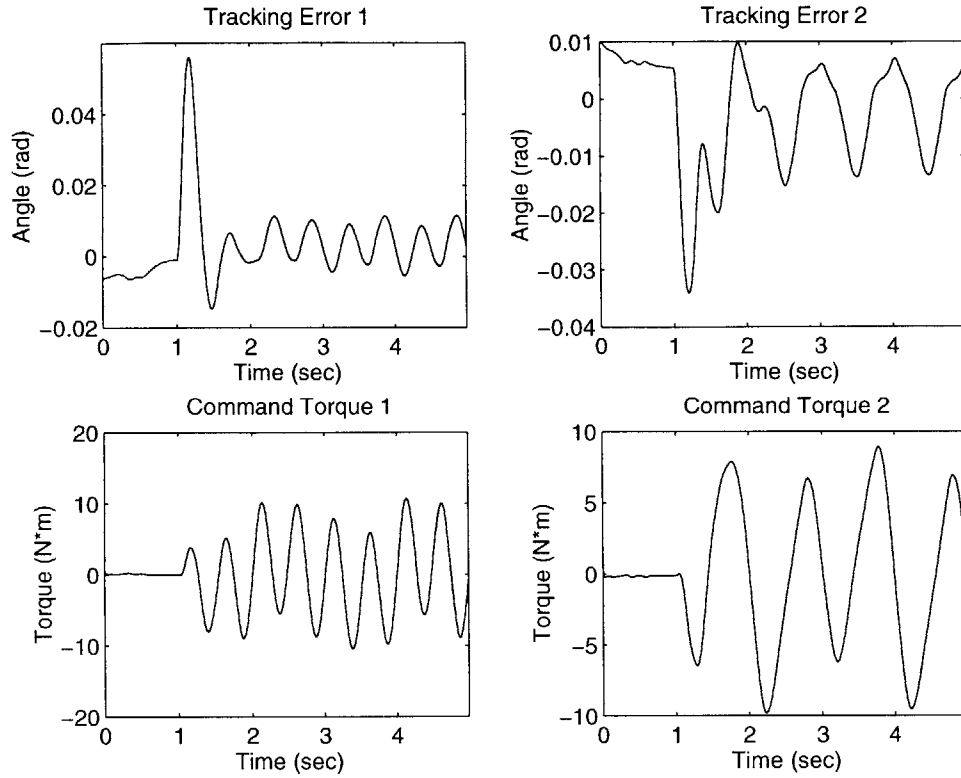 Tracking Error 1
0.04
0.02
0
−0.02
Angle (rad)
0 1 2 3 4
Time (sec)
Tracking Error 2
0.01
0
−0.01
−0.02
−0.03
−0.04
Angle (rad)
0 1 2 3 4
Time (sec)
Command Torque 1
20
10
0
−10
−20
Torque (N*m)
0 1 2 3 4
Time (sec)
Command Torque 2
10
5
0
−5
−10
Torque (N*m)
0 1 2 3 4
Time (sec)